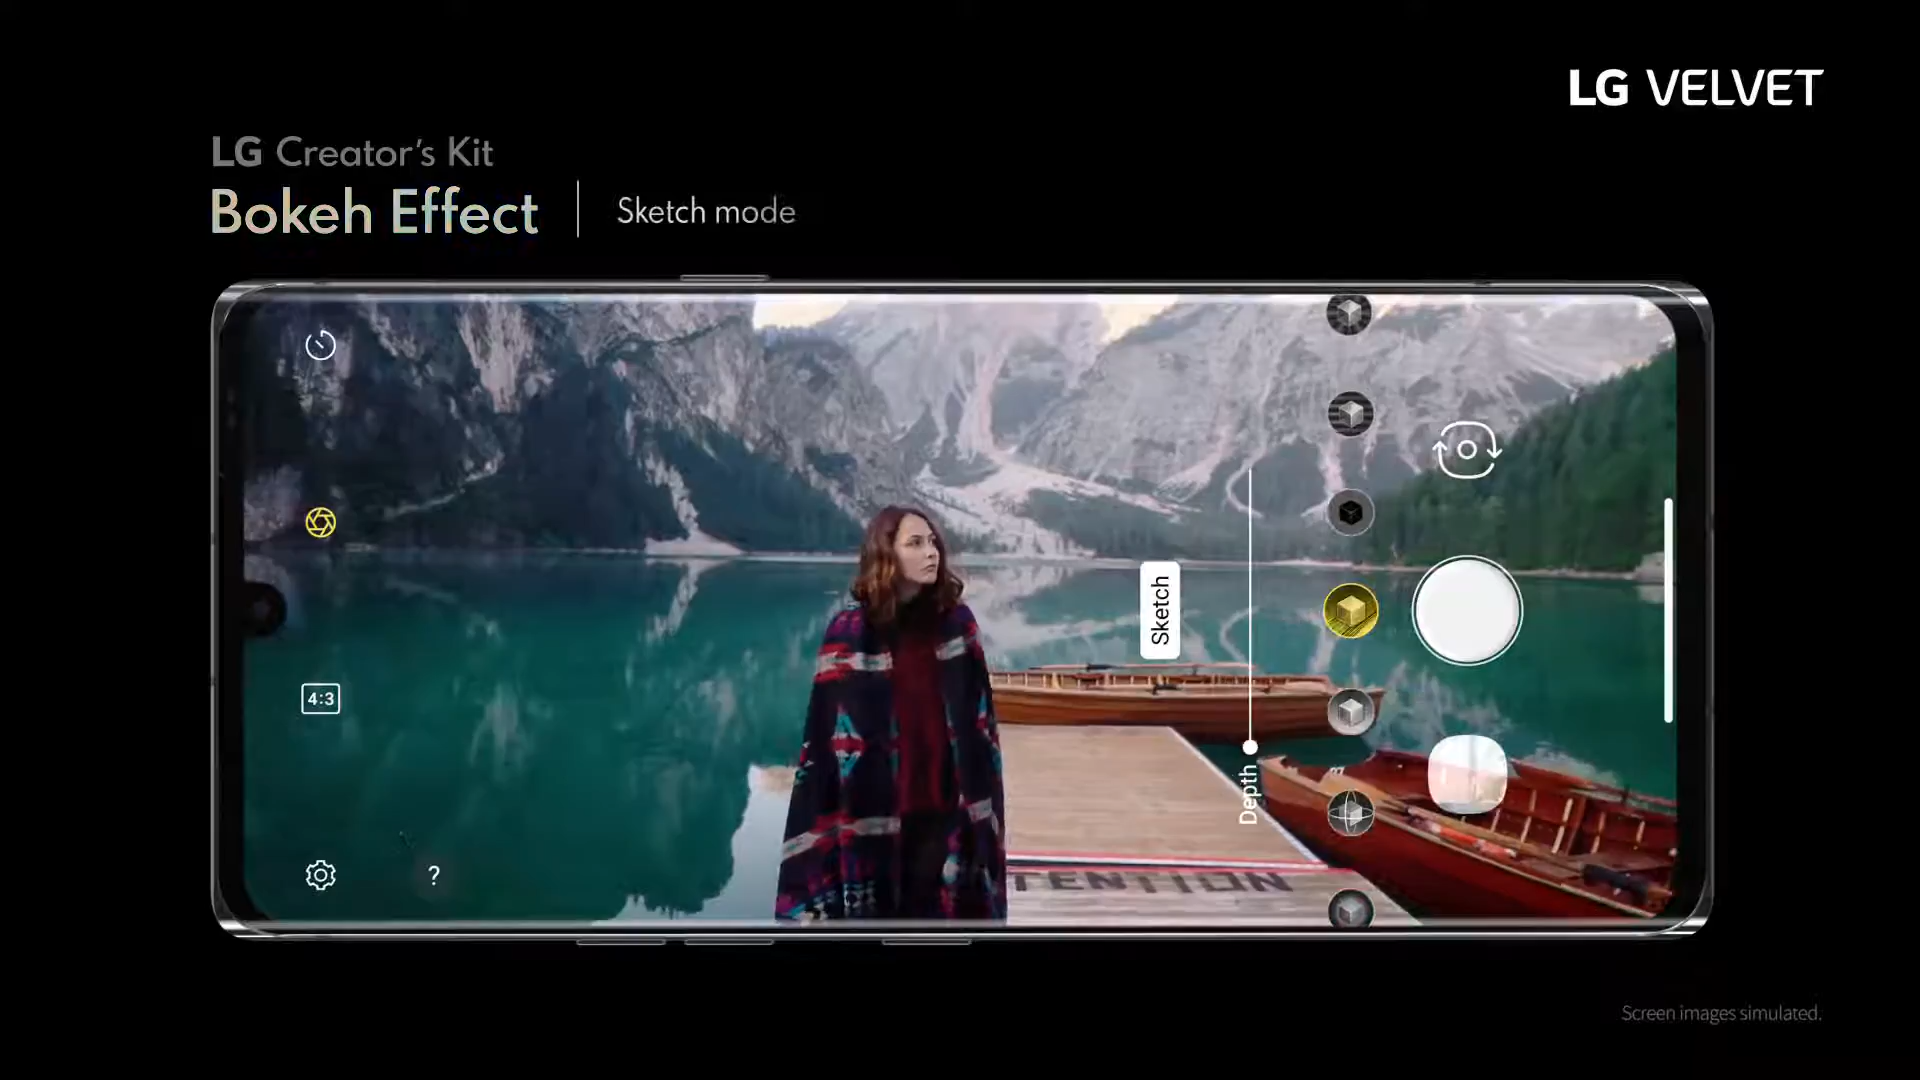 LG VELVET
LG Creator's Kit
Bokeh Effect
Sketch mode
Sketch
4:3
Depth
?
TENTION
Screen images simulated.